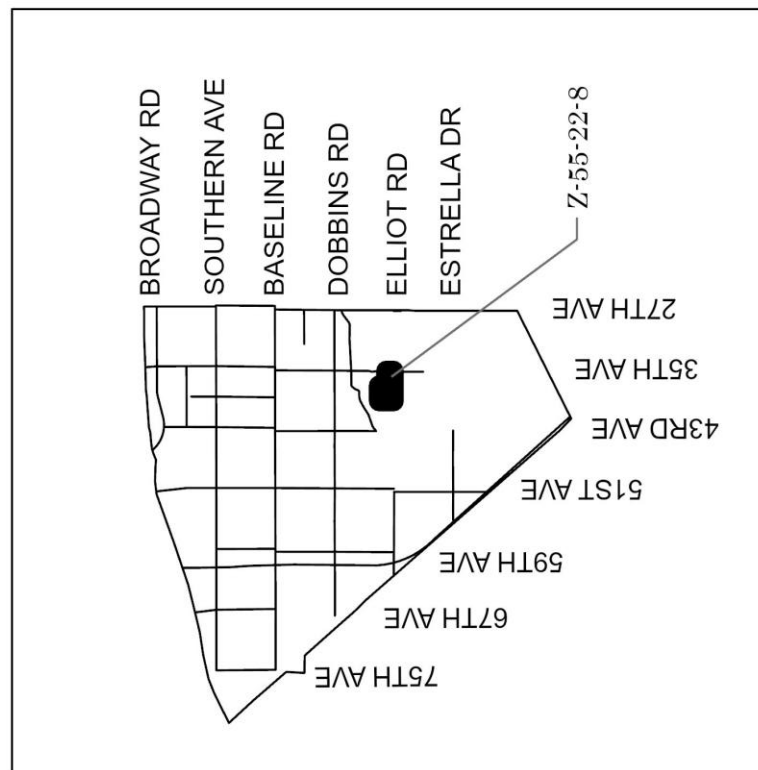 BROADWAY RD
SOUTHERN AVE
BASELINE RD
DOBBINS RD
ELLIOT RD
ESTRELLA DR
Z-55-22-8
27TH AVE
35TH AVE
43RD AVE
51ST AVE
59TH AVE
67TH AVE
75TH AVE